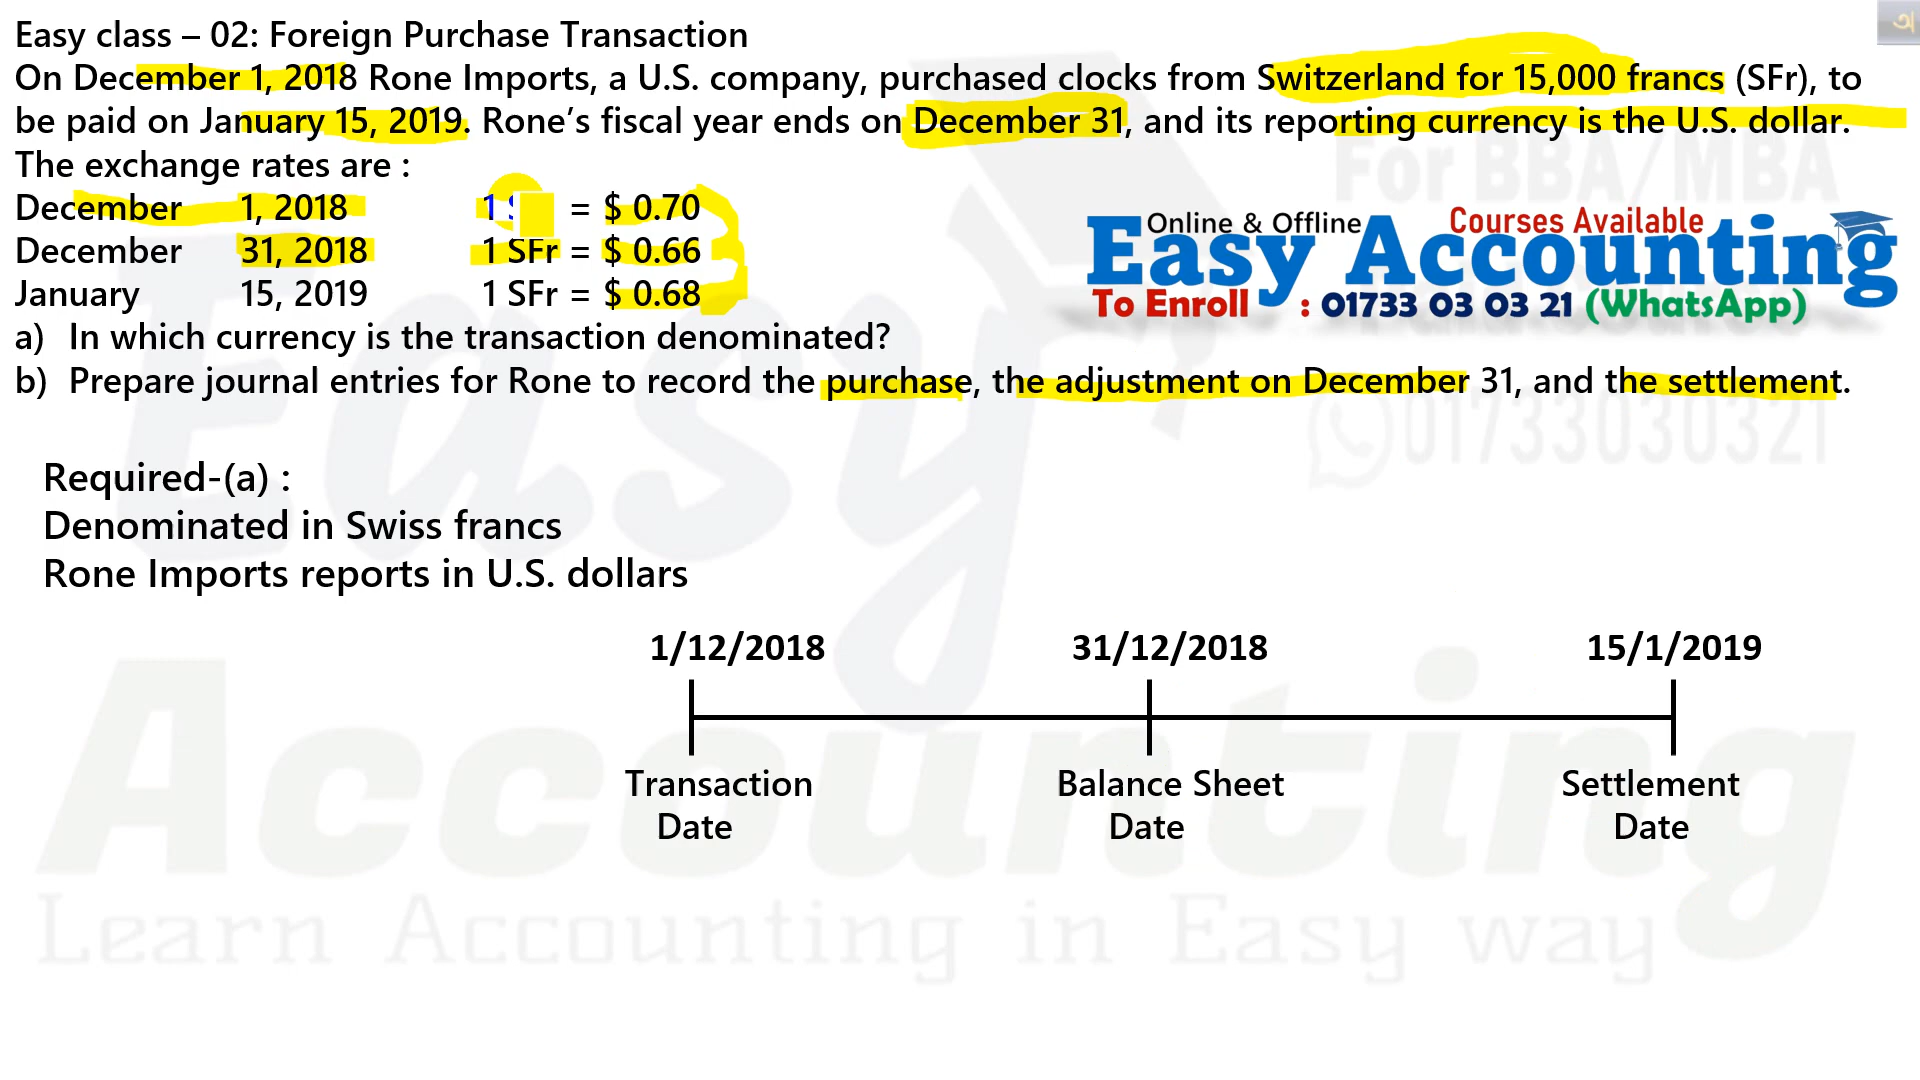 Easy class – 02: Foreign Purchase Transaction
On December 1, 2018 Rone Imports, a U.S. company, purchased clocks from Switzerland for 15,000 francs (SFr), to
be paid on January 15, 2019. Rone’s fiscal year ends on December 31, and its reporting currency is the U.S. dollar.
The exchange rates are :
December 1, 2018 1 = $ 0.70
December 31, 2018 1 SFr = $ 0.66
January 15, 2019 1 SFr = $ 0.68
a) In which currency is the transaction denominated?
b) Prepare journal entries for Rone to record the purchase, the adjustment on December 31, and the settlement.
Online & Offline Courses Available
Easy Accounting
To Enroll : 01733 03 03 21 (WhatsApp)
Required-(a) :
Denominated in Swiss francs
Rone Imports reports in U.S. dollars
1/12/2018 31/12/2018 15/1/2019
Transaction Date
Balance Sheet Date
Settlement Date
For BBA/MBA
01733030321
Easy
Accounting
Learn Accounting in Easy way
অ